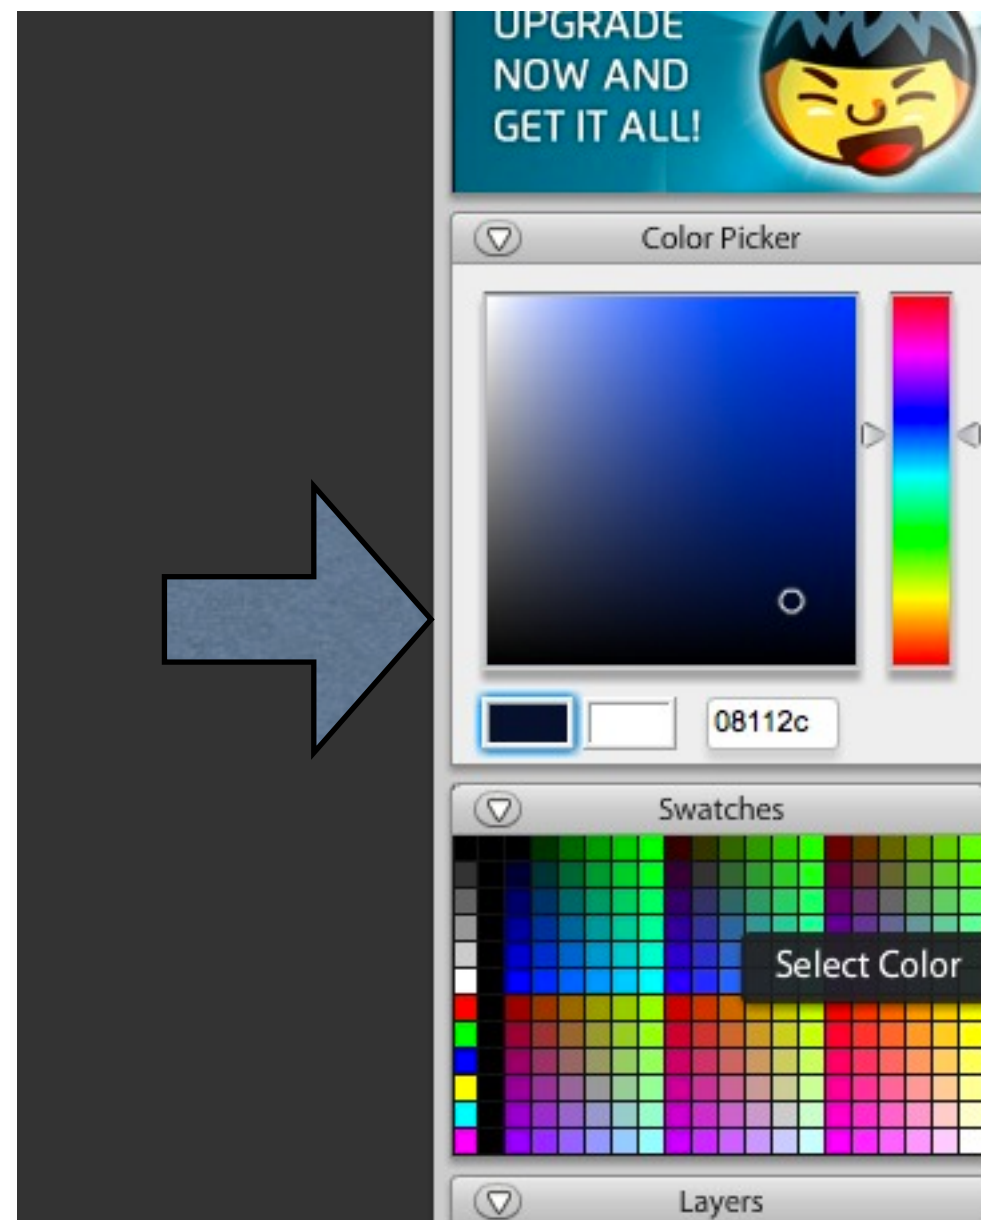 UPGRADE
NOW AND
GET IT ALL!
Color Picker
08112c
Swatches
Select Color
Layers